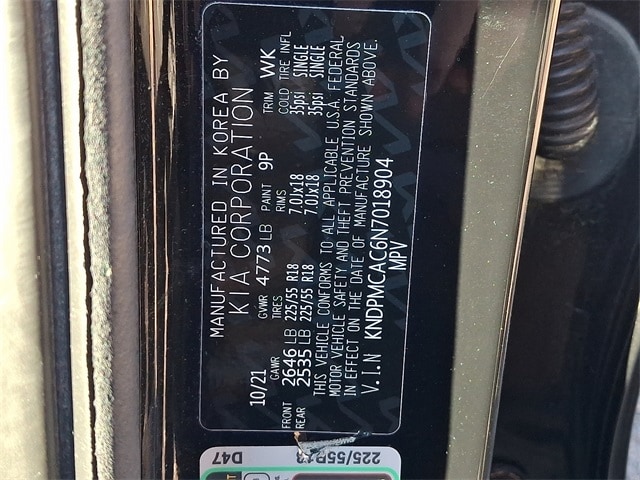 MANUFACTURED IN KOREA BY
KIA CORPORATION
10/21 GVWR 4773 LB PAINT 9P TRIM WK
GAWR TIRES RIMS COLD TIRE INFL
FRONT 2646 LB 225/55 R18 7.0JX18 35psi SINGLE
REAR 2535 LB 225/55 R18 7.0JX18 35psi SINGLE
THIS VEHICLE CONFORMS TO ALL APPLICABLE U.S.A. FEDERAL
MOTOR VEHICLE SAFETY AND THEFT PREVENTION STANDARDS
IN EFFECT ON THE DATE OF MANUFACTURE SHOWN ABOVE.
V.I.N KNDPMCAC6N7018904
MPV
D47
225/55R18